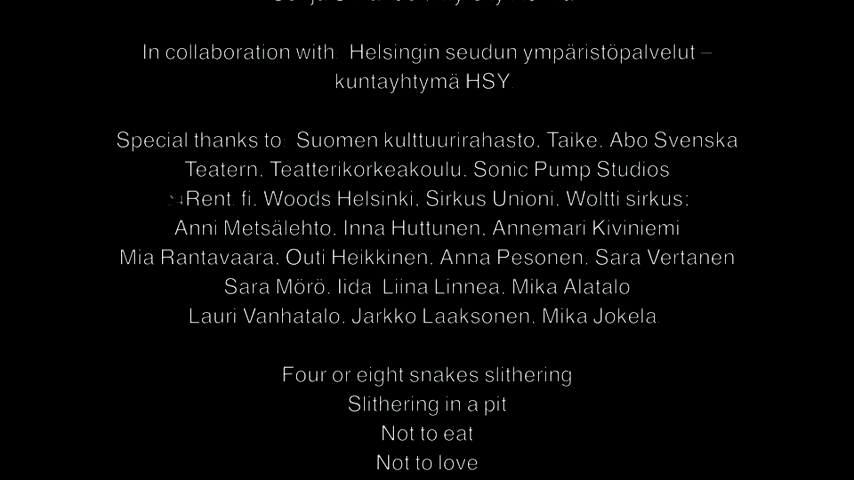 In collaboration with: Helsingin seudun ympäristöpalvelut –
kuntayhtymä HSY.
Special thanks to: Suomen kulttuurirahasto, Taike, Abo Svenska
Teatern, Teatterikorkeakoulu, Sonic Pump Studios
24Rent.fi, Woods Helsinki, Sirkus Unioni, Woltti sirkus:
Anni Metsälehto, Inna Huttunen, Annemari Kiviniemi
Mia Rantavaara, Outi Heikkinen, Anna Pesonen, Sara Vertanen
Sara Mörö, Iida, Liina Linnea, Mika Alatalo
Lauri Vanhatalo, Jarkko Laaksonen, Mika Jokela.
Four or eight snakes slithering
Slithering in a pit
Not to eat
Not to love